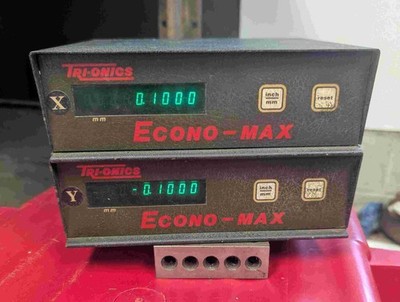 TRI-ONICS
X
0.1000
inch
mm
reset
mm
ECONO-MAX
TRI-ONICS
Y
-0.1000
inch
mm
reset
mm
ECONO-MAX